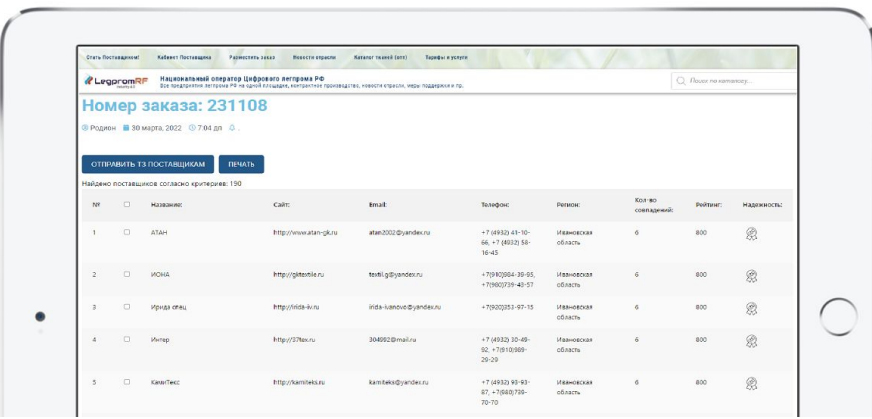 Стать Поставщиком! Кабинет Поставщика Разместить заказ Новости отрасли Каталог тканей (опт) Тарифы и услуги
LegpromRF Национальный оператор Цифрового легпрома РФ
Все предприятия легпрома РФ на одной площадке, контрактное производство, новости отрасли, меры поддержки и пр.
Поиск по каталогу...
Номер заказа: 231108
Родион 30 марта, 2022 7:04 дп
ОТПРАВИТЬ ТЗ ПОСТАВЩИКАМ ПЕЧАТЬ
Найдено поставщиков согласно критериев: 190
№ Название: Сайт: Email: Телефон: Регион: Кол-во совпадений: Рейтинг: Надежность:
1 АТАН http://www.atan-gk.ru atan2002@yandex.ru +7 (4932) 41-10-
66, +7 (4932) 58-
16-45 Ивановская
область 6 800
2 ИОНА http://gktextile.ru textil.g@yandex.ru +7(910)984-39-95,
+7(980)739-43-57 Ивановская
область 6 800
3 Ирида http://irida-iv.ru irida-ivanovo@yandex.ru +7(920)353-97-15 Ивановская
область 6 800
4 Интер http://37tex.ru 304992@mail.ru +7 (4932) 30-49-
92, +7(910)989-
29-29 Ивановская
область 6 800
5 КамиТекс http://kamiteks.ru kamiteks@yandex.ru +7 (4932) 93-93-
87, +7(980)739-
70-70 Ивановская
область 6 800